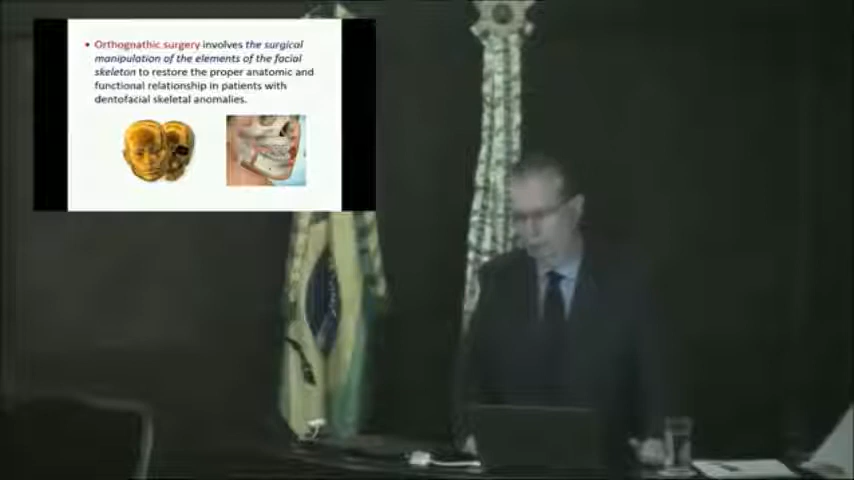 • Orthognathic surgery involves the surgical
manipulation of the elements of the facial
skeleton to restore the proper anatomic and
functional relationship in patients with
dentofacial skeletal anomalies.